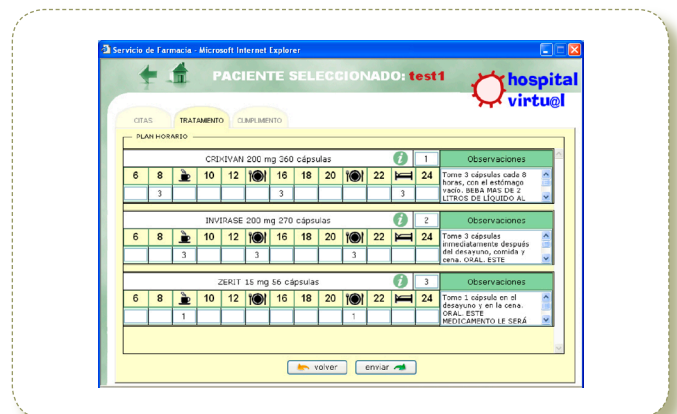 Servicio de Farmacia - Microsoft Internet Explorer
PACIENTE SELECCIONADO: test1
hospital
virtu@l
CITAS
TRATAMIENTO
CUMPLIMIENTO
PLAN HORARIO
CRIXIVAN 200 mg 360 cápsulas i 1 Observaciones
6 8 10 12 16 18 20 22 24
3 3 3
Tome 3 cápsulas cada 8
horas, con el estómago
vacío. BEBA MAS DE 2
LITROS DE LÍQUIDO AL
INVIRASE 200 mg 270 cápsulas i 2 Observaciones
6 8 10 12 16 18 20 22 24
3 3 3
Tome 3 cápsulas
inmediatamente después
del desayuno, comida y
cena. ORAL. ESTE
ZERIT 15 mg 56 cápsulas i 3 Observaciones
6 8 10 12 16 18 20 22 24
1 1
Tome 1 cápsula en el
desayuno y en la cena.
ORAL. ESTE
MEDICAMENTO LE SERÁ
volver
enviar